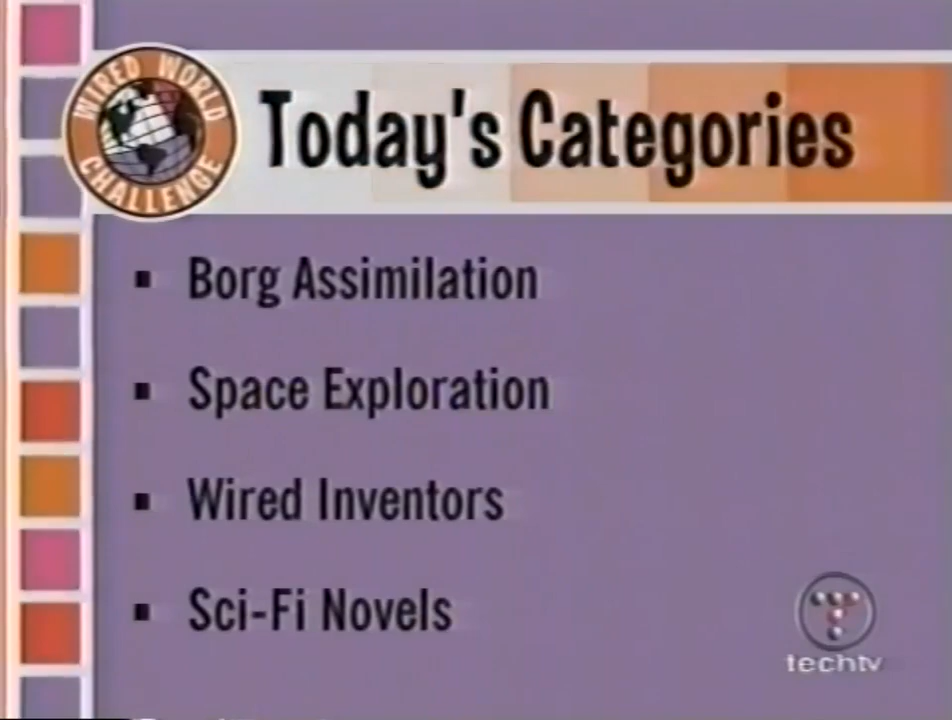 WIRED WORLD
CHALLENGE
Today's Categories
▪ Borg Assimilation
▪ Space Exploration
▪ Wired Inventors
▪ Sci-Fi Novels
techtv